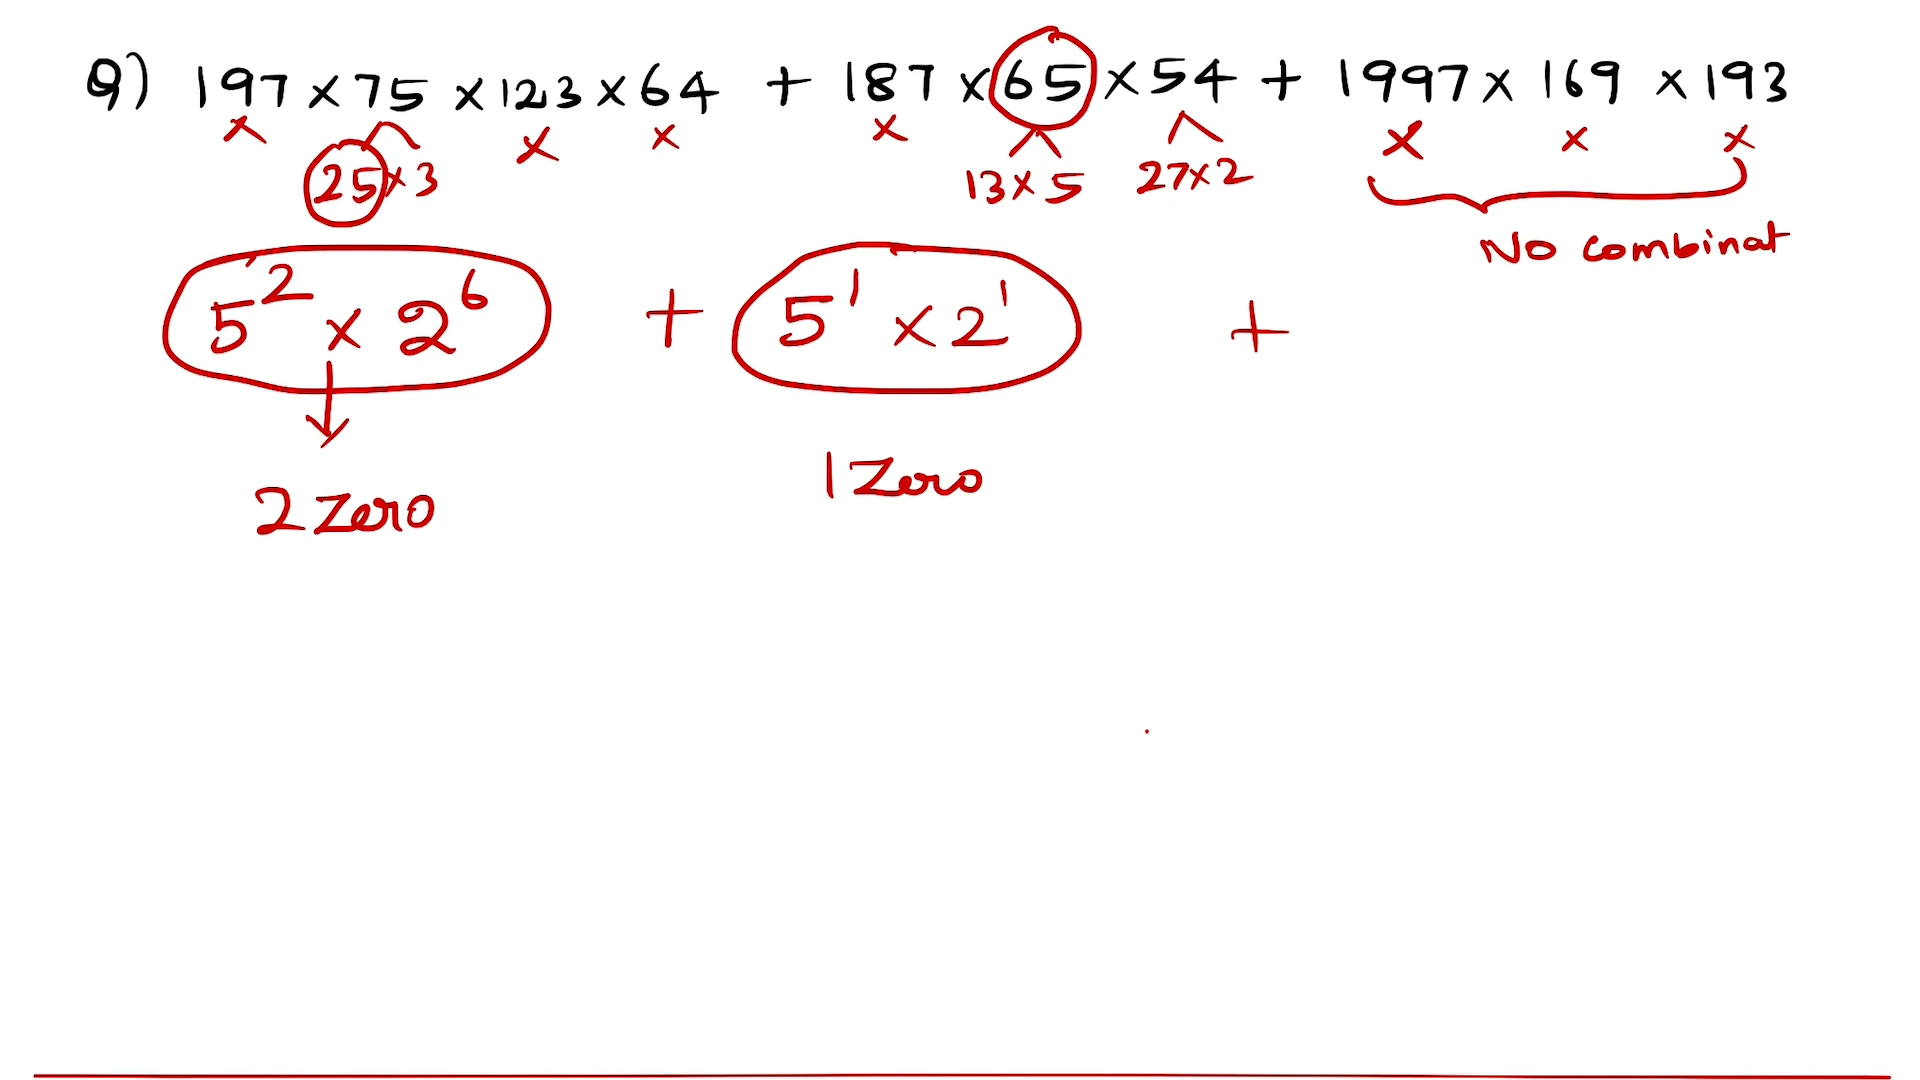 Q) 197 × 75 × 123 × 64 + 187 × 65 × 54 + 1997 × 169 × 193
× × × × × × ×
25 × 3 13 × 5 27 × 2
No combinat
5² × 2⁶ + 5¹ × 2¹ +
2 Zero 1 Zero